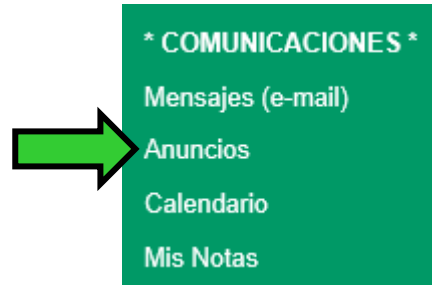 * COMUNICACIONES *
Mensajes (e-mail)
Anuncios
Calendario
Mis Notas